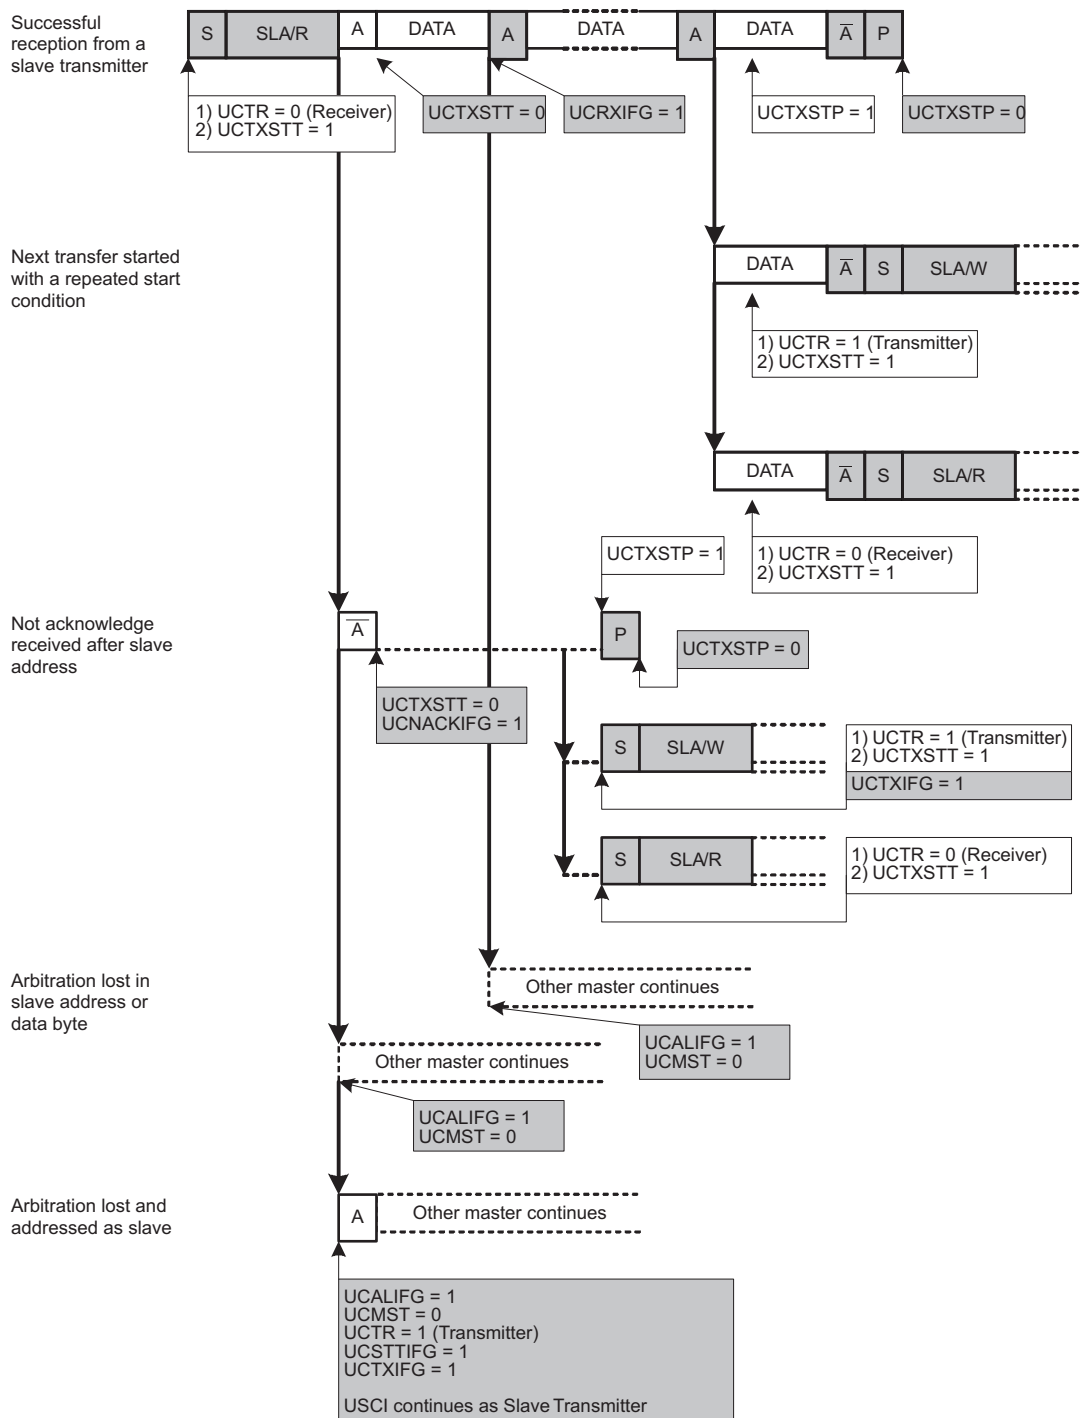 Successful
reception from a
slave transmitter
S SLA/R A DATA A DATA A DATA A̅ P
1) UCTR = 0 (Receiver)
2) UCTXSTT = 1
UCTXSTT = 0
UCRXIFG = 1
UCTXSTP = 1
UCTXSTP = 0
Next transfer started
with a repeated start
condition
DATA A̅ S SLA/W
1) UCTR = 1 (Transmitter)
2) UCTXSTT = 1
DATA A̅ S SLA/R
1) UCTR = 0 (Receiver)
2) UCTXSTT = 1
UCTXSTP = 1
Not acknowledge
received after slave
address
A̅ P
UCTXSTP = 0
UCTXSTT = 0
UCNACKIFG = 1
S SLA/W
1) UCTR = 1 (Transmitter)
2) UCTXSTT = 1
UCTXIFG = 1
S SLA/R
1) UCTR = 0 (Receiver)
2) UCTXSTT = 1
Arbitration lost in
slave address or
data byte
Other master continues
UCALIFG = 1
UCMST = 0
Other master continues
UCALIFG = 1
UCMST = 0
Arbitration lost and
addressed as slave
A Other master continues
UCALIFG = 1
UCMST = 0
UCTR = 1 (Transmitter)
UCSTTIFG = 1
UCTXIFG = 1
USCI continues as Slave Transmitter